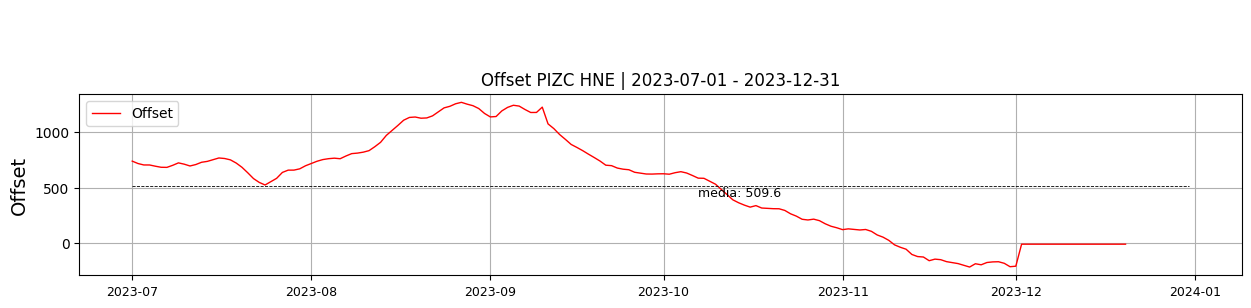 Offset PIZC HNE | 2023-07-01 - 2023-12-31
Offset
Offset
1000
500
0
media: 509.6
2023-07 2023-08 2023-09 2023-10 2023-11 2023-12 2024-01